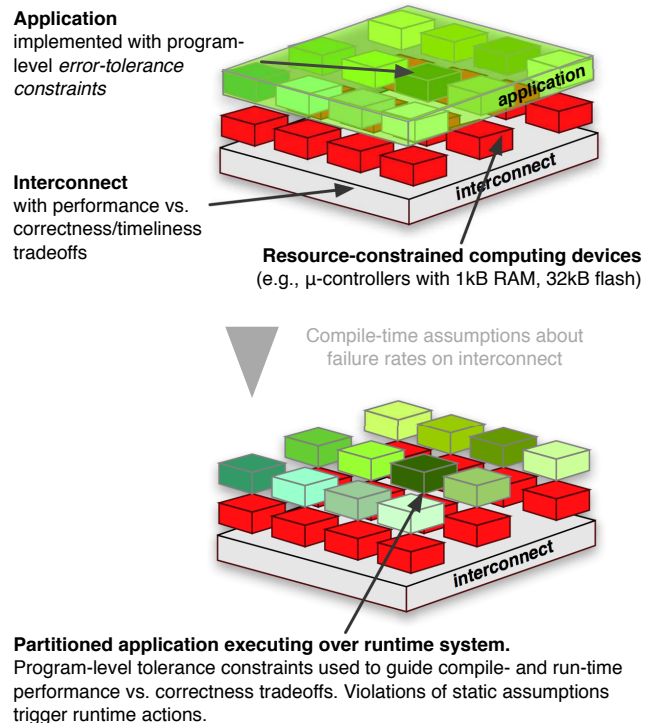 Application
implemented with program-
level error-tolerance
constraints
application
Interconnect
with performance vs.
correctness/timeliness
tradeoffs
interconnect
Resource-constrained computing devices
(e.g., μ-controllers with 1kB RAM, 32kB flash)
Compile-time assumptions about
failure rates on interconnect
interconnect
Partitioned application executing over runtime system.
Program-level tolerance constraints used to guide compile- and run-time
performance vs. correctness tradeoffs. Violations of static assumptions
trigger runtime actions.